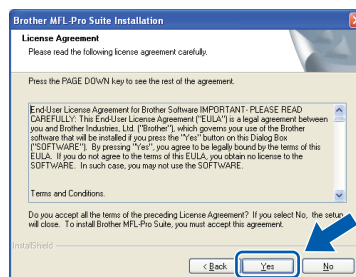 Brother MFL-Pro Suite Installation
License Agreement
Please read the following license agreement carefully.
Press the PAGE DOWN key to see the rest of the agreement.
End-User License Agreement for Brother Software IMPORTANT- PLEASE READ
CAREFULLY: This End-User License Agreement ("EULA") is a legal agreement between
you and Brother Industries, Ltd. ("Brother"), which governs your use of the Brother
software that will be installed if you press the "Yes" button on this Dialog Box
("SOFTWARE"). By pressing "Yes", you agree to be legally bound by the terms of this
EULA. If you do not agree to the terms of this EULA, you obtain no license to the
SOFTWARE. In such case, you may not use the SOFTWARE.
Terms and Conditions.
Do you accept all the terms of the preceding License Agreement? If you select No, the setup
will close. To install Brother MFL-Pro Suite, you must accept this agreement.
InstallShield
< Back
Yes
No